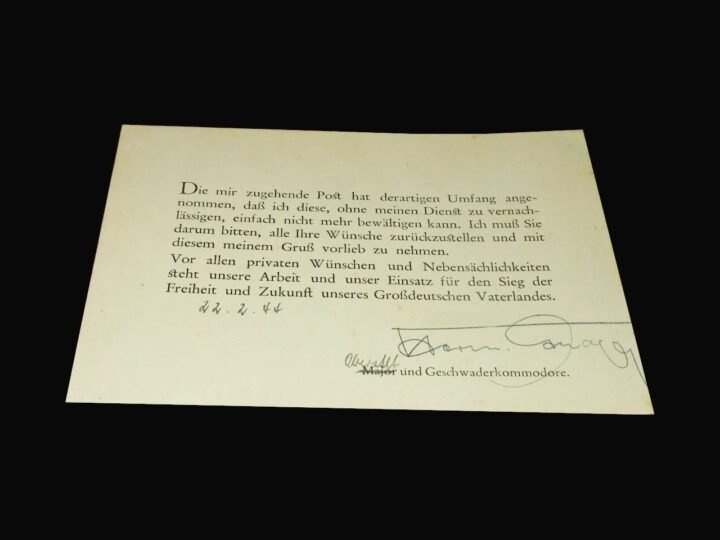 Die mir zugehende Post hat derartigen Umfang ange-
nommen, daß ich diese, ohne meinen Dienst zu vernach-
lässigen, einfach nicht mehr bewältigen kann. Ich muß Sie
darum bitten, alle Ihre Wünsche zurückzustellen und mit
diesem meinem Gruß vorlieb zu nehmen.
Vor allen privaten Wünschen und Nebensächlichkeiten
steht unsere Arbeit und unser Einsatz für den Sieg der
Freiheit und Zukunft unseres Großdeutschen Vaterlandes.
22.2.44
Major und Geschwaderkommodore.